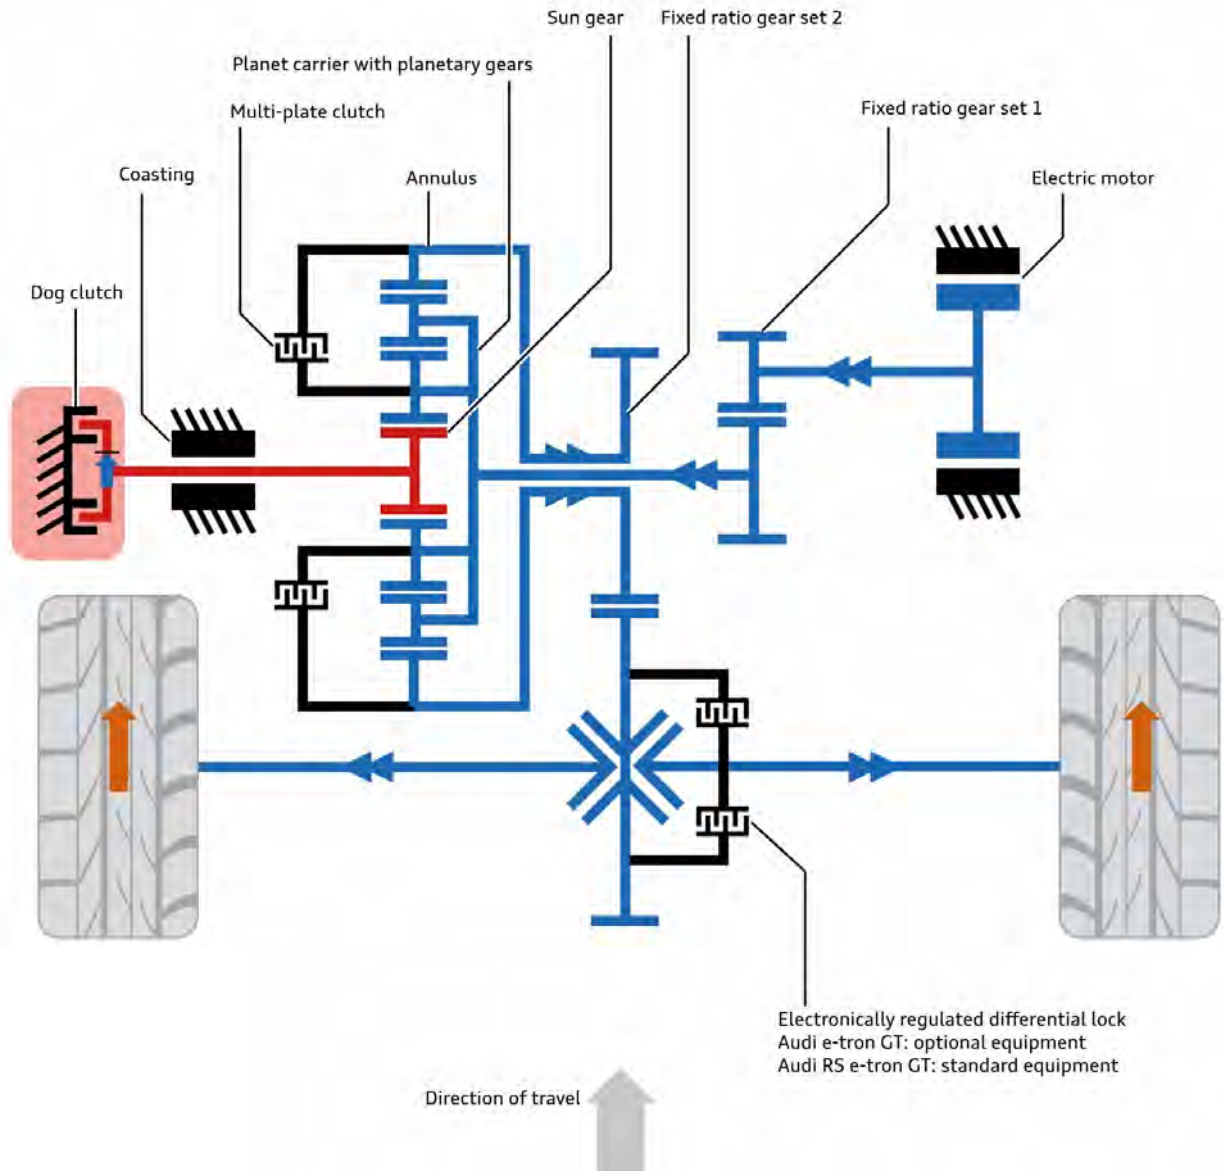 Sun gear
Fixed ratio gear set 2
Planet carrier with planetary gears
Multi-plate clutch
Fixed ratio gear set 1
Coasting
Annulus
Electric motor
Dog clutch
Electronically regulated differential lock
Audi e-tron GT: optional equipment
Audi RS e-tron GT: standard equipment
Direction of travel